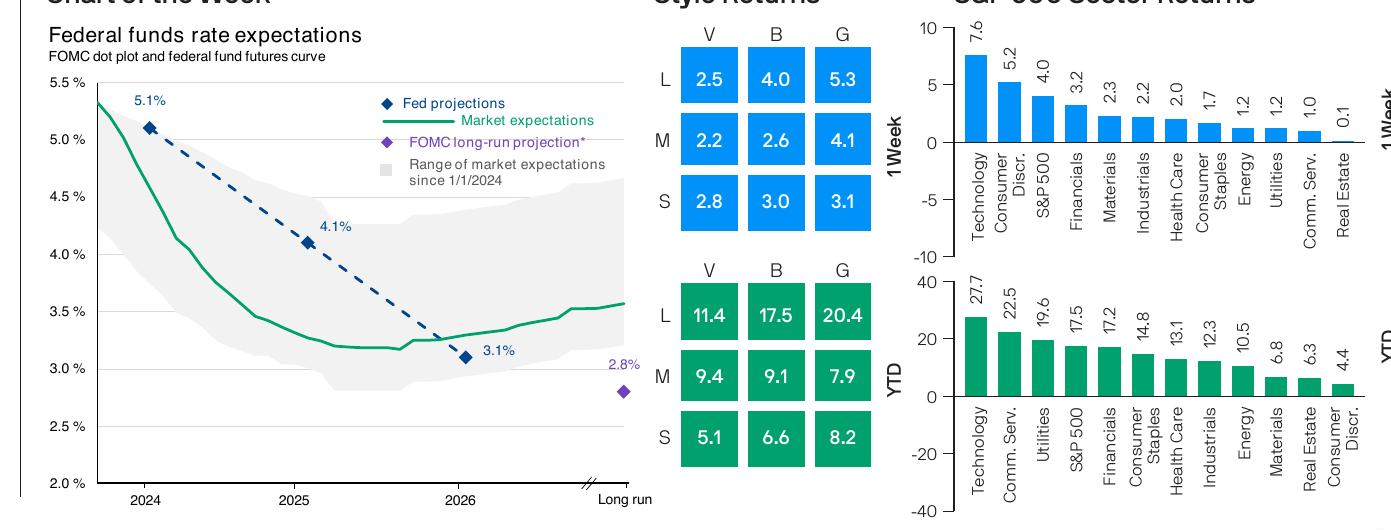 Chart of the Week
Federal funds rate expectations
FOMC dot plot and federal fund futures curve
5.5 %
5.0 %
4.5 %
4.0 %
3.5 %
3.0 %
2.5 %
2.0 %
5.1%
4.1%
3.1%
2.8%
Fed projections
Market expectations
FOMC long-run projection*
Range of market expectations
since 1/1/2024
2024
2025
2026
Long run
Style Returns
V B G
L 2.5 4.0 5.3
M 2.2 2.6 4.1
S 2.8 3.0 3.1
1 Week
V B G
L 11.4 17.5 20.4
M 9.4 9.1 7.9
S 5.1 6.6 8.2
YTD
S&P 500 Sector Returns
10
5
0
-5
-10
7.6
5.2
4.0
3.2
2.3
2.2
2.0
1.7
1.2
1.2
1.0
0.1
Technology
Consumer
Discr.
S&P 500
Financials
Materials
Industrials
Health Care
Consumer
Staples
Energy
Utilities
Comm. Serv.
Real Estate
1 Week
40
20
0
-20
-40
27.7
22.5
19.6
17.5
17.2
14.8
13.1
12.3
10.5
6.8
6.3
4.4
Technology
Comm. Serv.
Utilities
S&P 500
Financials
Consumer
Staples
Health Care
Industrials
Energy
Materials
Real Estate
Consumer
Discr.
YTD